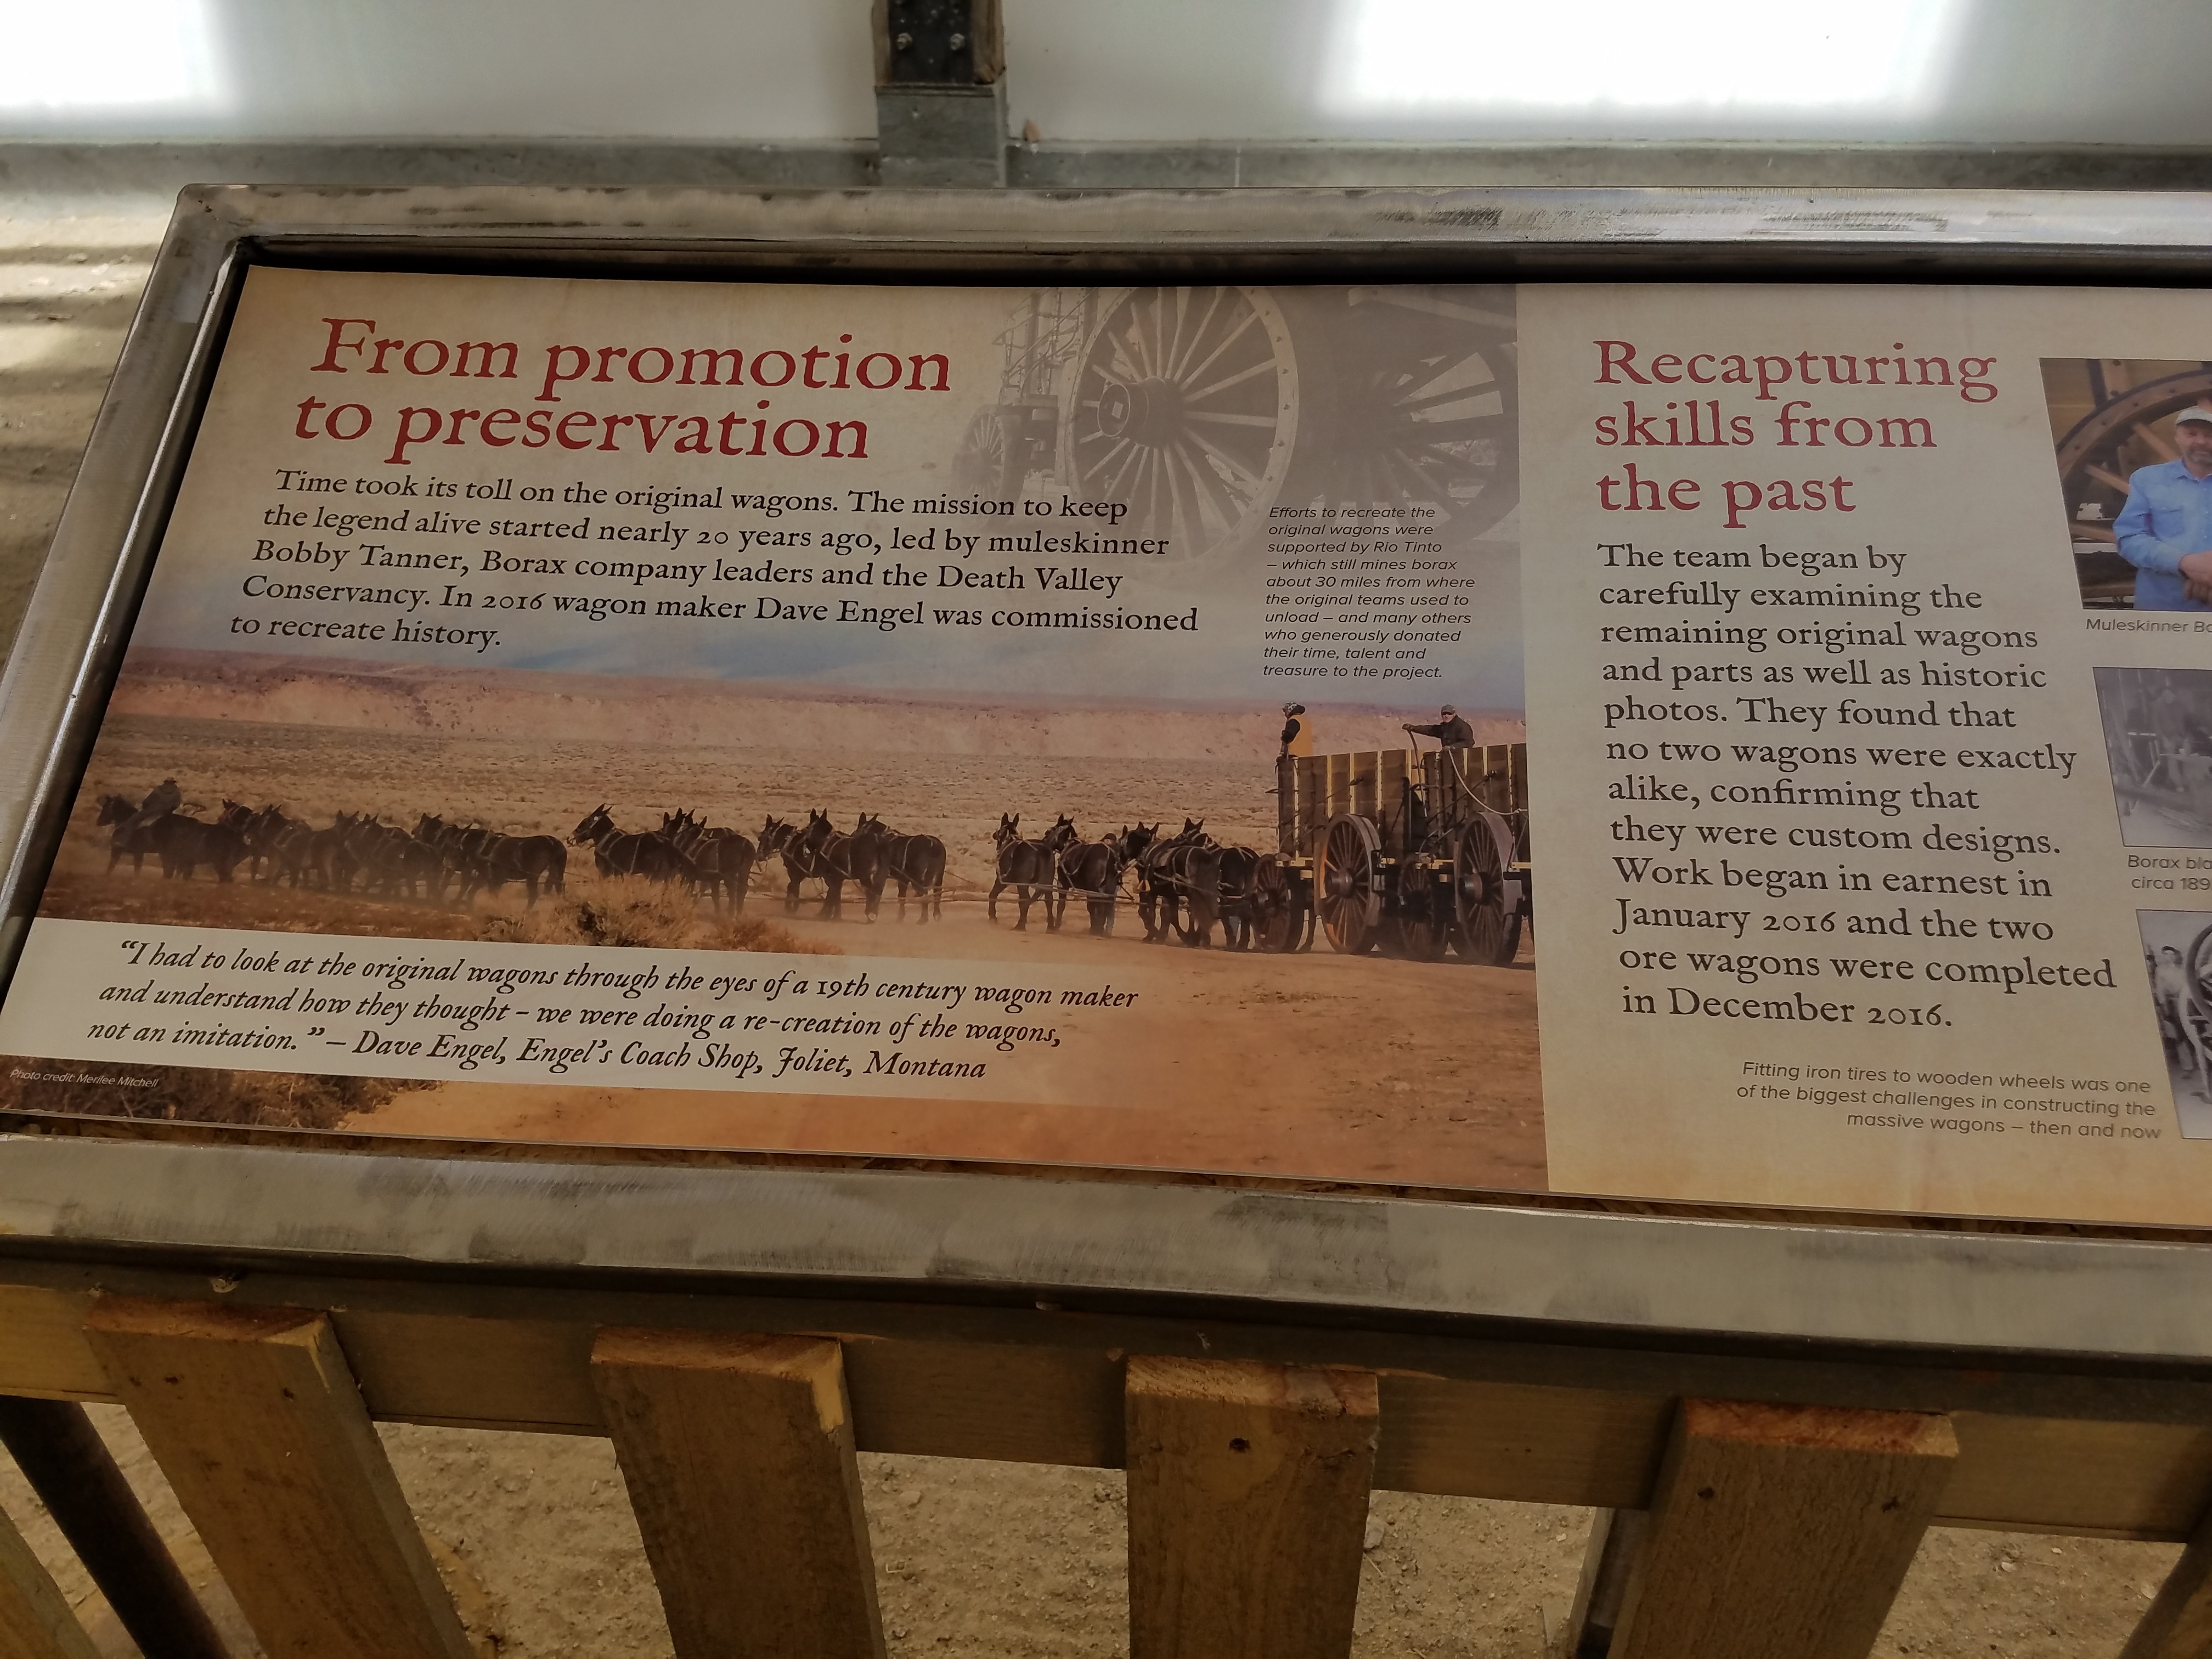 From promotion
to preservation
Time took its toll on the original wagons. The mission to keep
the legend alive started nearly 20 years ago, led by muleskinner
Bobby Tanner, Borax company leaders and the Death Valley
Conservancy. In 2016 wagon maker Dave Engel was commissioned
to recreate history.
Efforts to recreate the
original wagons were
supported by Rio Tinto
– which still mines borax
about 30 miles from where
the original teams used to
unload – and many others
who generously donated
their time, talent and
treasure to the project.
"I had to look at the original wagons through the eyes of a 19th century wagon maker
and understand how they thought – we were doing a re-creation of the wagons,
not an imitation." – Dave Engel, Engel's Coach Shop, Joliet, Montana
Photo credit: Merilee Mitchell
Recapturing
skills from
the past
The team began by
carefully examining the
remaining original wagons
and parts as well as historic
photos. They found that
no two wagons were exactly
alike, confirming that
they were custom designs.
Work began in earnest in
January 2016 and the two
ore wagons were completed
in December 2016.
Fitting iron tires to wooden wheels was one
of the biggest challenges in constructing the
massive wagons – then and now
Muleskinner Bo
Borax bla
circa 189